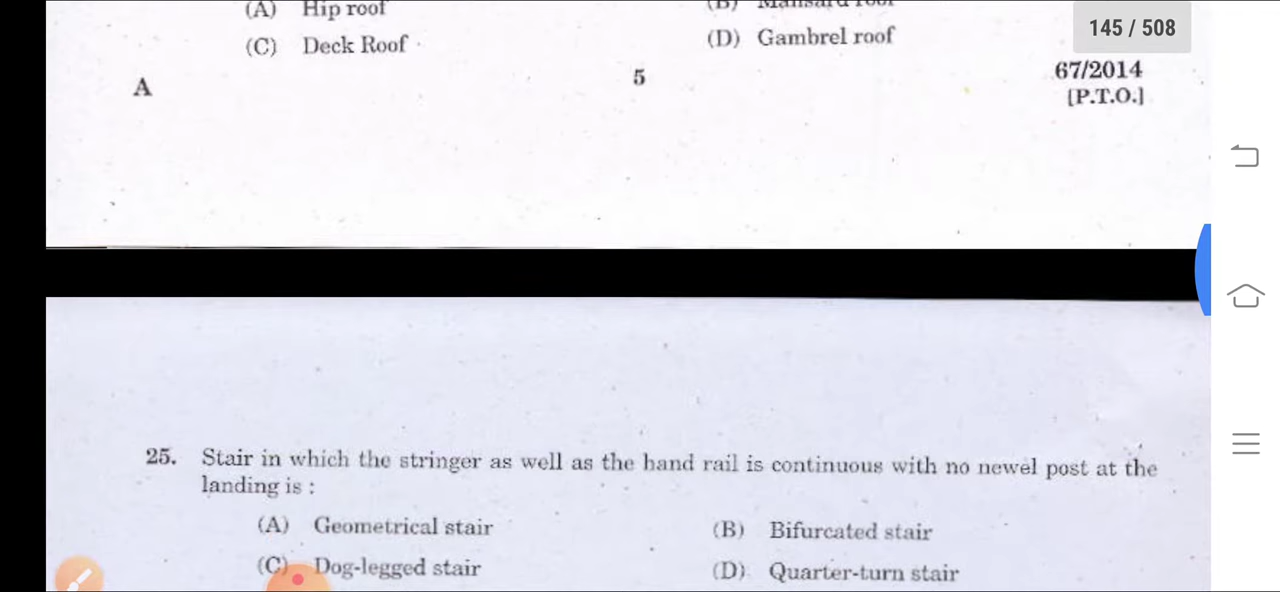 (A) Hip roof (B) Mansard roof
(C) Deck Roof (D) Gambrel roof
145 / 508
A 5 67/2014
[P.T.O.]
25. Stair in which the stringer as well as the hand rail is continuous with no newel post at the
landing is :
(A) Geometrical stair (B) Bifurcated stair
(C) Dog-legged stair (D) Quarter-turn stair